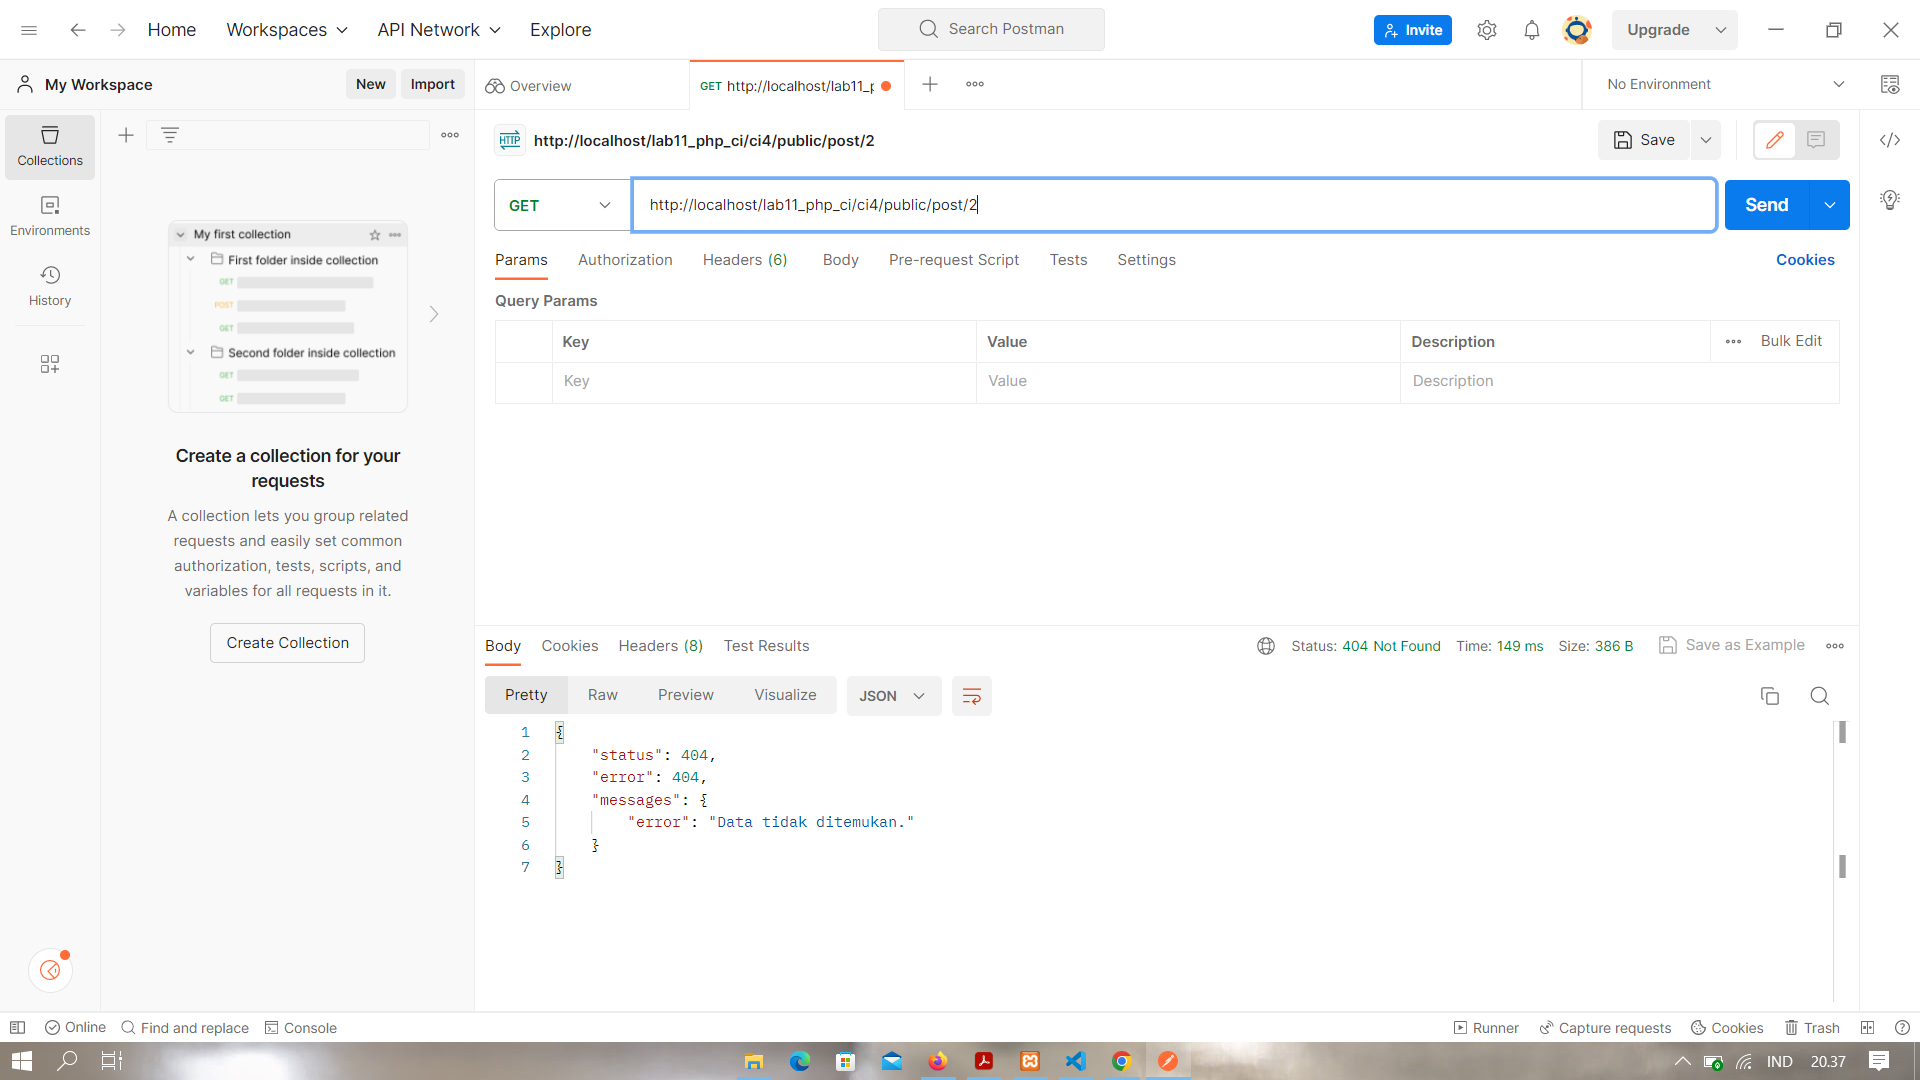 Home
Workspaces
API Network
Explore
Search Postman
Invite
Upgrade
My Workspace
New
Import
Overview
GET http://localhost/lab11_p
No Environment
Collections
Environments
History
My first collection
First folder inside collection
GET
POST
GET
Second folder inside collection
GET
GET
Create a collection for your
requests
A collection lets you group related
requests and easily set common
authorization, tests, scripts, and
variables for all requests in it.
Create Collection
HTTP
http://localhost/lab11_php_ci/ci4/public/post/2
Save
GET
http://localhost/lab11_php_ci/ci4/public/post/2
Send
Params
Authorization
Headers (6)
Body
Pre-request Script
Tests
Settings
Cookies
Query Params
Key
Value
Description
Bulk Edit
Key
Value
Description
Body
Cookies
Headers (8)
Test Results
Status: 404 Not Found
Time: 149 ms
Size: 386 B
Save as Example
Pretty
Raw
Preview
Visualize
JSON
1 {
2 "status": 404,
3 "error": 404,
4 "messages": {
5 "error": "Data tidak ditemukan."
6 }
7 }
Online
Find and replace
Console
Runner
Capture requests
Cookies
Trash
IND
20.37